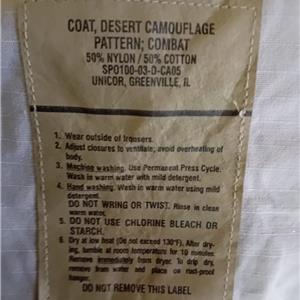 COAT, DESERT CAMOUFLAGE
PATTERN; COMBAT
50% NYLON / 50% COTTON
SPO100-03-D-CA05
UNICOR, GREENVILLE, IL
1. Wear outside of trousers.
2. Adjust closures to ventilate; avoid overheating of
body.
3. Machine washing. Use Permanent Press Cycle.
Wash in warm water with mild detergent.
4. Hand washing. Wash in warm water using mild
detergent.
DO NOT WRING OR TWIST. Rinse in clean
warm water.
5. DO NOT USE CHLORINE BLEACH OR
STARCH.
6. Dry at low heat (Do not exceed 130°F). After dry-
ing, tumble at room temperature for 10 minutes.
Remove immediately from dryer. To drip dry,
remove from water and place on rust-proof
hanger.
DO NOT REMOVE THIS LABEL